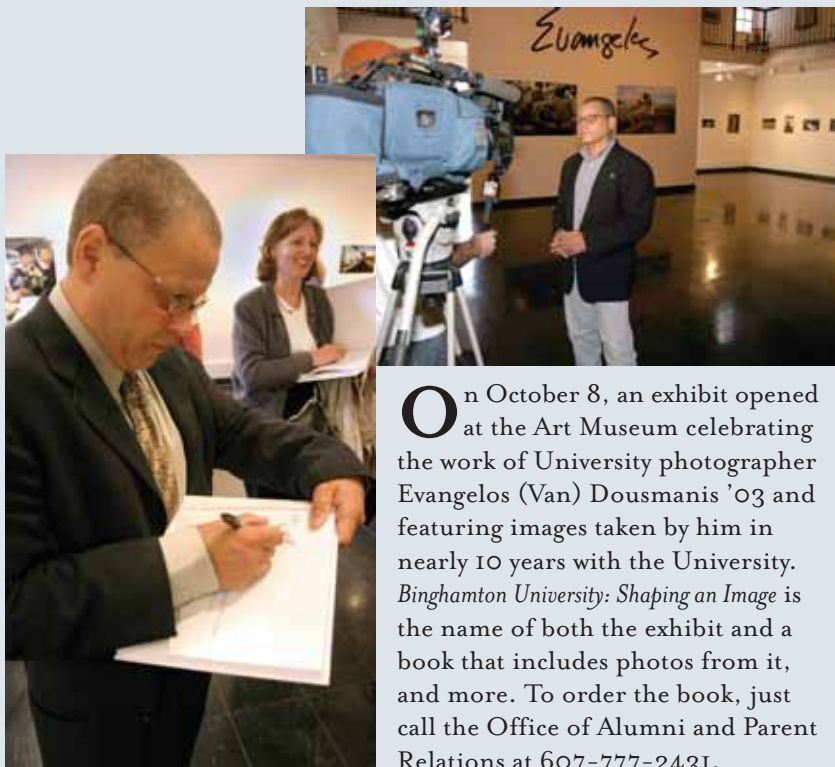 Evangelos
On October 8, an exhibit opened
at the Art Museum celebrating
the work of University photographer
Evangelos (Van) Dousmanis ’03 and
featuring images taken by him in
nearly 10 years with the University.
Binghamton University: Shaping an Image is
the name of both the exhibit and a
book that includes photos from it,
and more. To order the book, just
call the Office of Alumni and Parent
Relations at 607-777-2431.